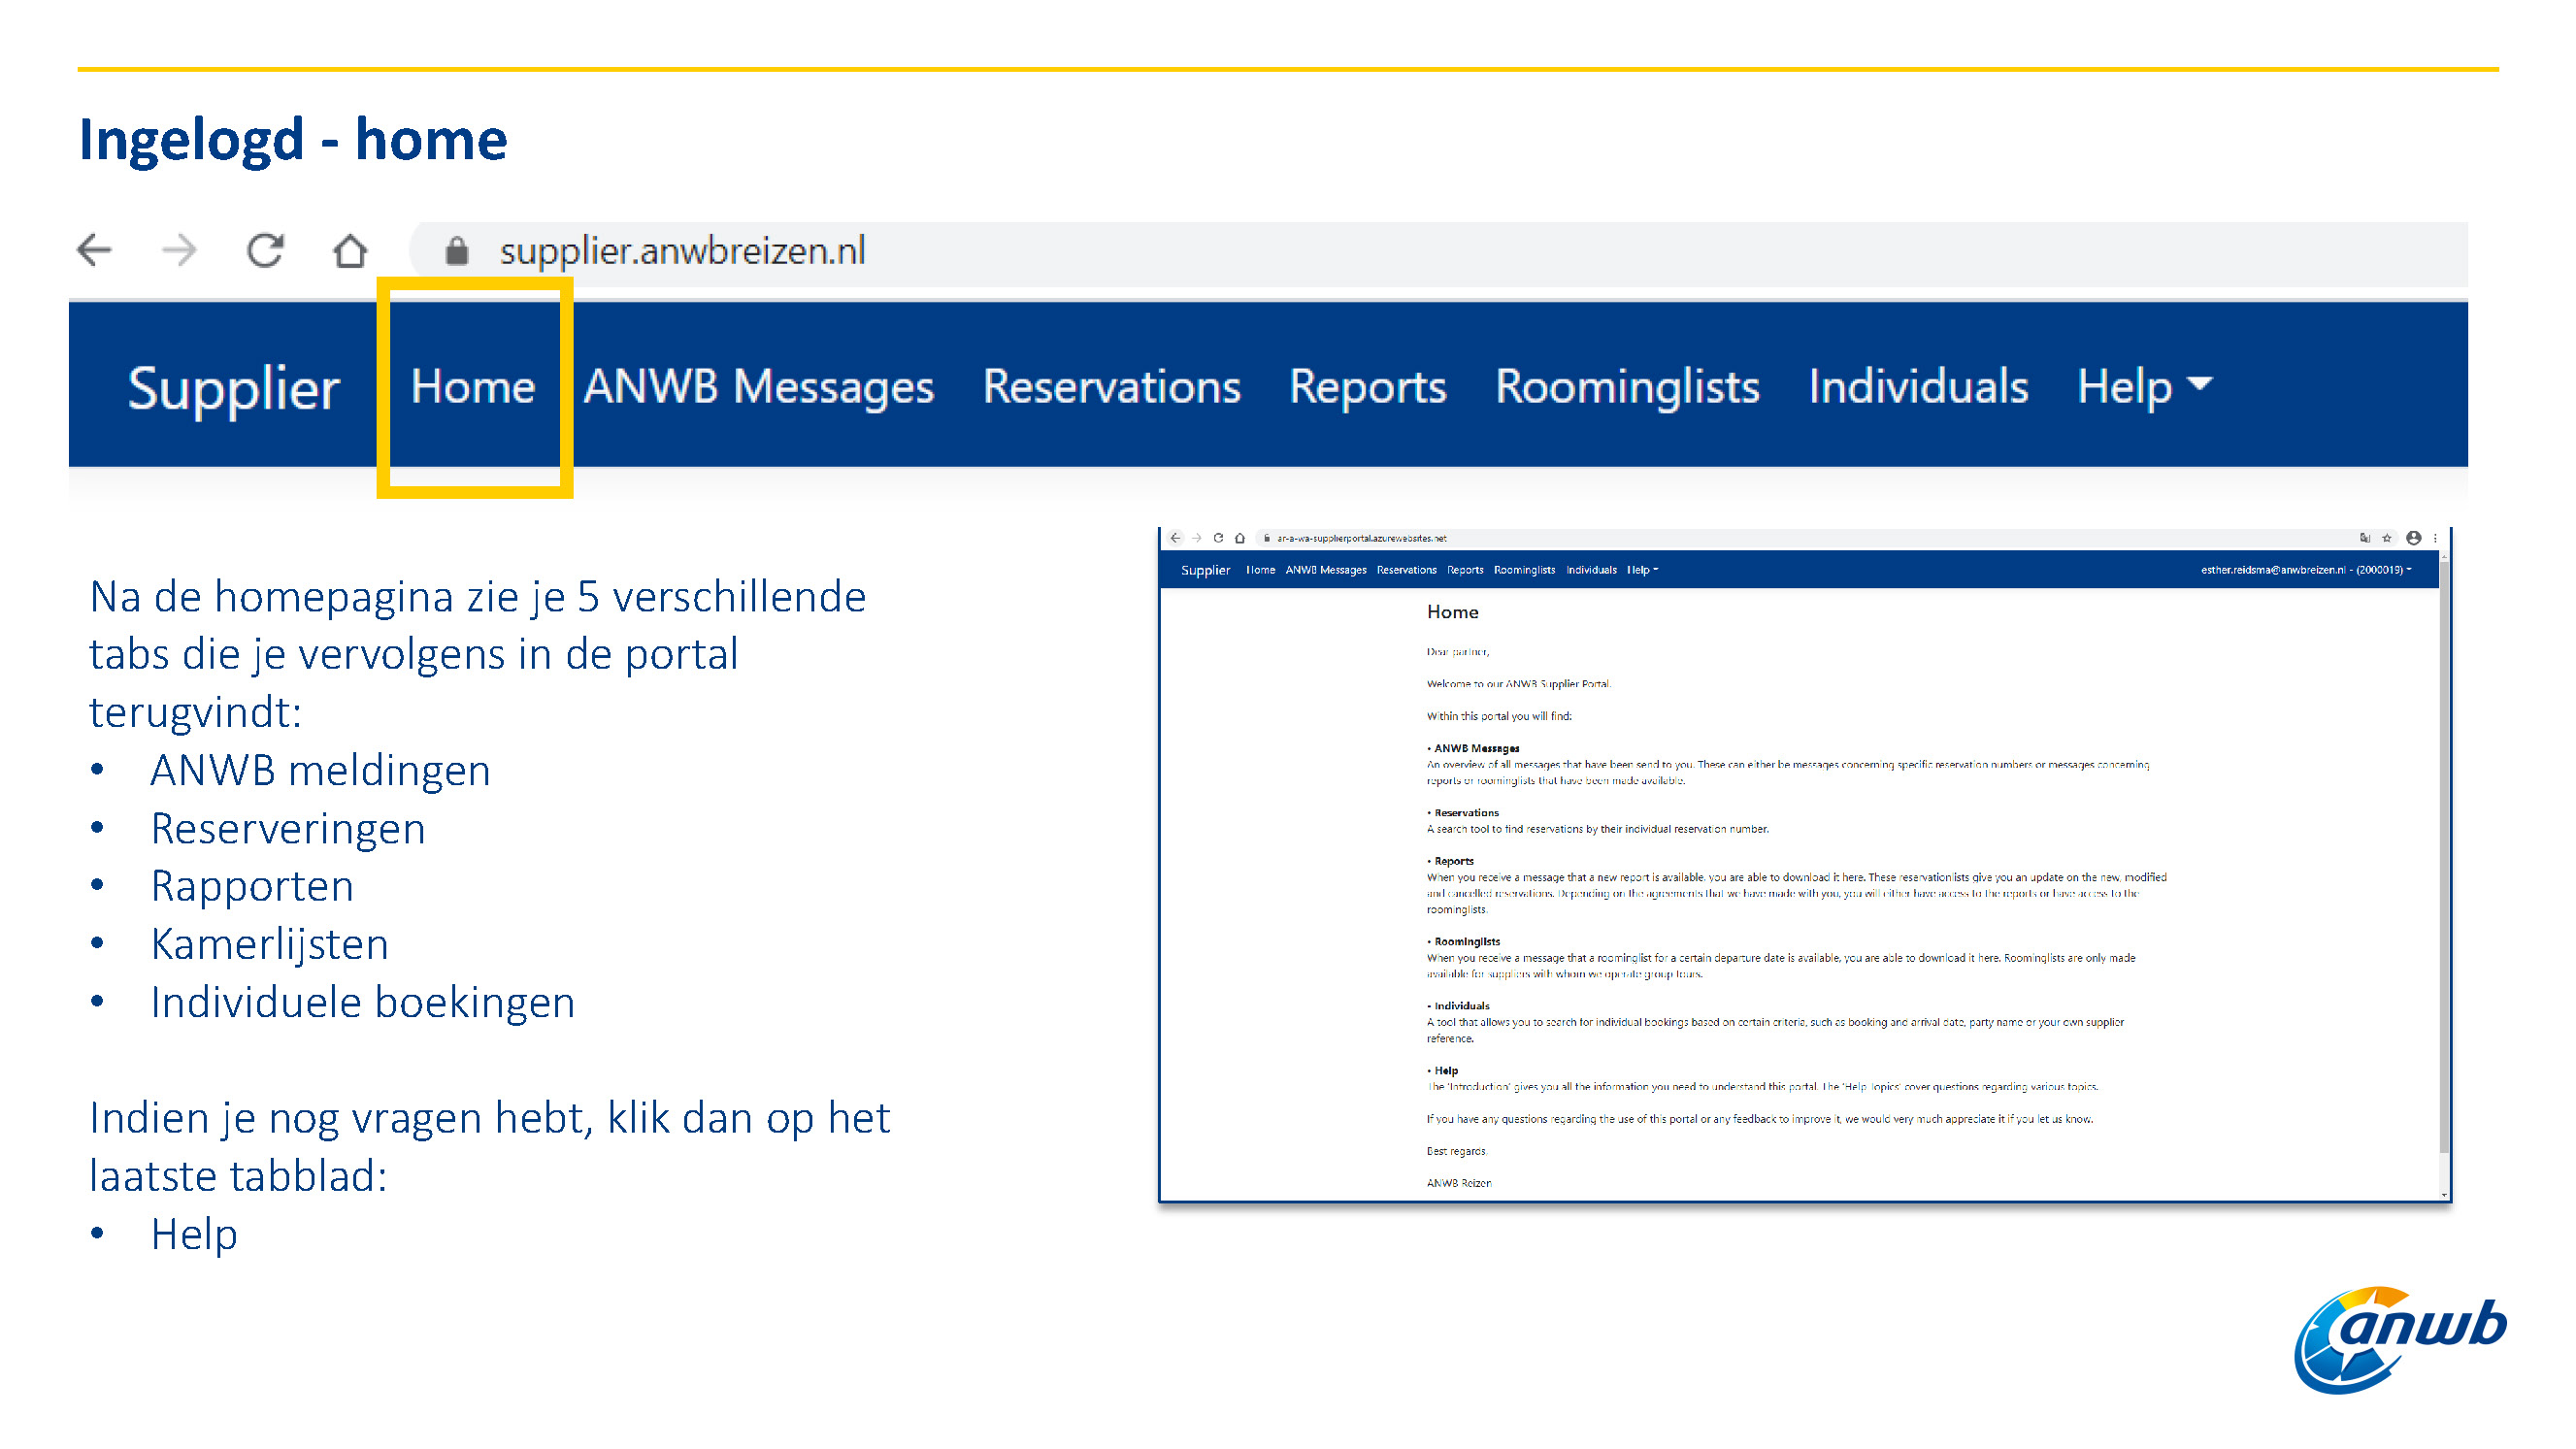 Ingelogd - home
supplier.anwbreizen.nl
Supplier Home ANWB Messages Reservations Reports Roominglists Individuals Help
Na de homepagina zie je 5 verschillende
tabs die je vervolgens in de portal
terugvindt:
• ANWB meldingen
• Reserveringen
• Rapporten
• Kamerlijsten
• Individuele boekingen
Indien je nog vragen hebt, klik dan op het
laatste tabblad:
• Help
ar-a-wa-supplierportal.azurewebsites.net
Supplier Home ANWB Messages Reservations Reports Roominglists Individuals Help esther.reidsma@anwbreizen.nl - (2000019)
Home
Dear partner,
Welcome to our ANWB Supplier Portal.
Within this portal you will find:
• ANWB Messages
An overview of all messages that have been send to you. These can either be messages concerning specific reservation numbers or messages concerning
reports or roominglists that have been made available.
• Reservations
A search tool to find reservations by their individual reservation number.
• Reports
When you receive a message that a new report is available, you are able to download it here. These reservationlists give you an update on the new, modified
and cancelled reservations. Depending on the agreements that we have made with you, you will either have access to the reports or have access to the
roominglists.
• Roominglists
When you receive a message that a roominglist for a certain departure date is available, you are able to download it here. Roominglists are only made
available for suppliers with whom we operate group tours.
• Individuals
A tool that allows you to search for individual bookings based on certain criteria, such as booking and arrival date, party name or your own supplier
reference.
• Help
The 'Introduction' gives you all the information you need to understand this portal. The 'Help Topics' cover questions regarding various topics.
If you have any questions regarding the use of this portal or any feedback to improve it, we would very much appreciate it if you let us know.
Best regards,
ANWB Reizen
anwb